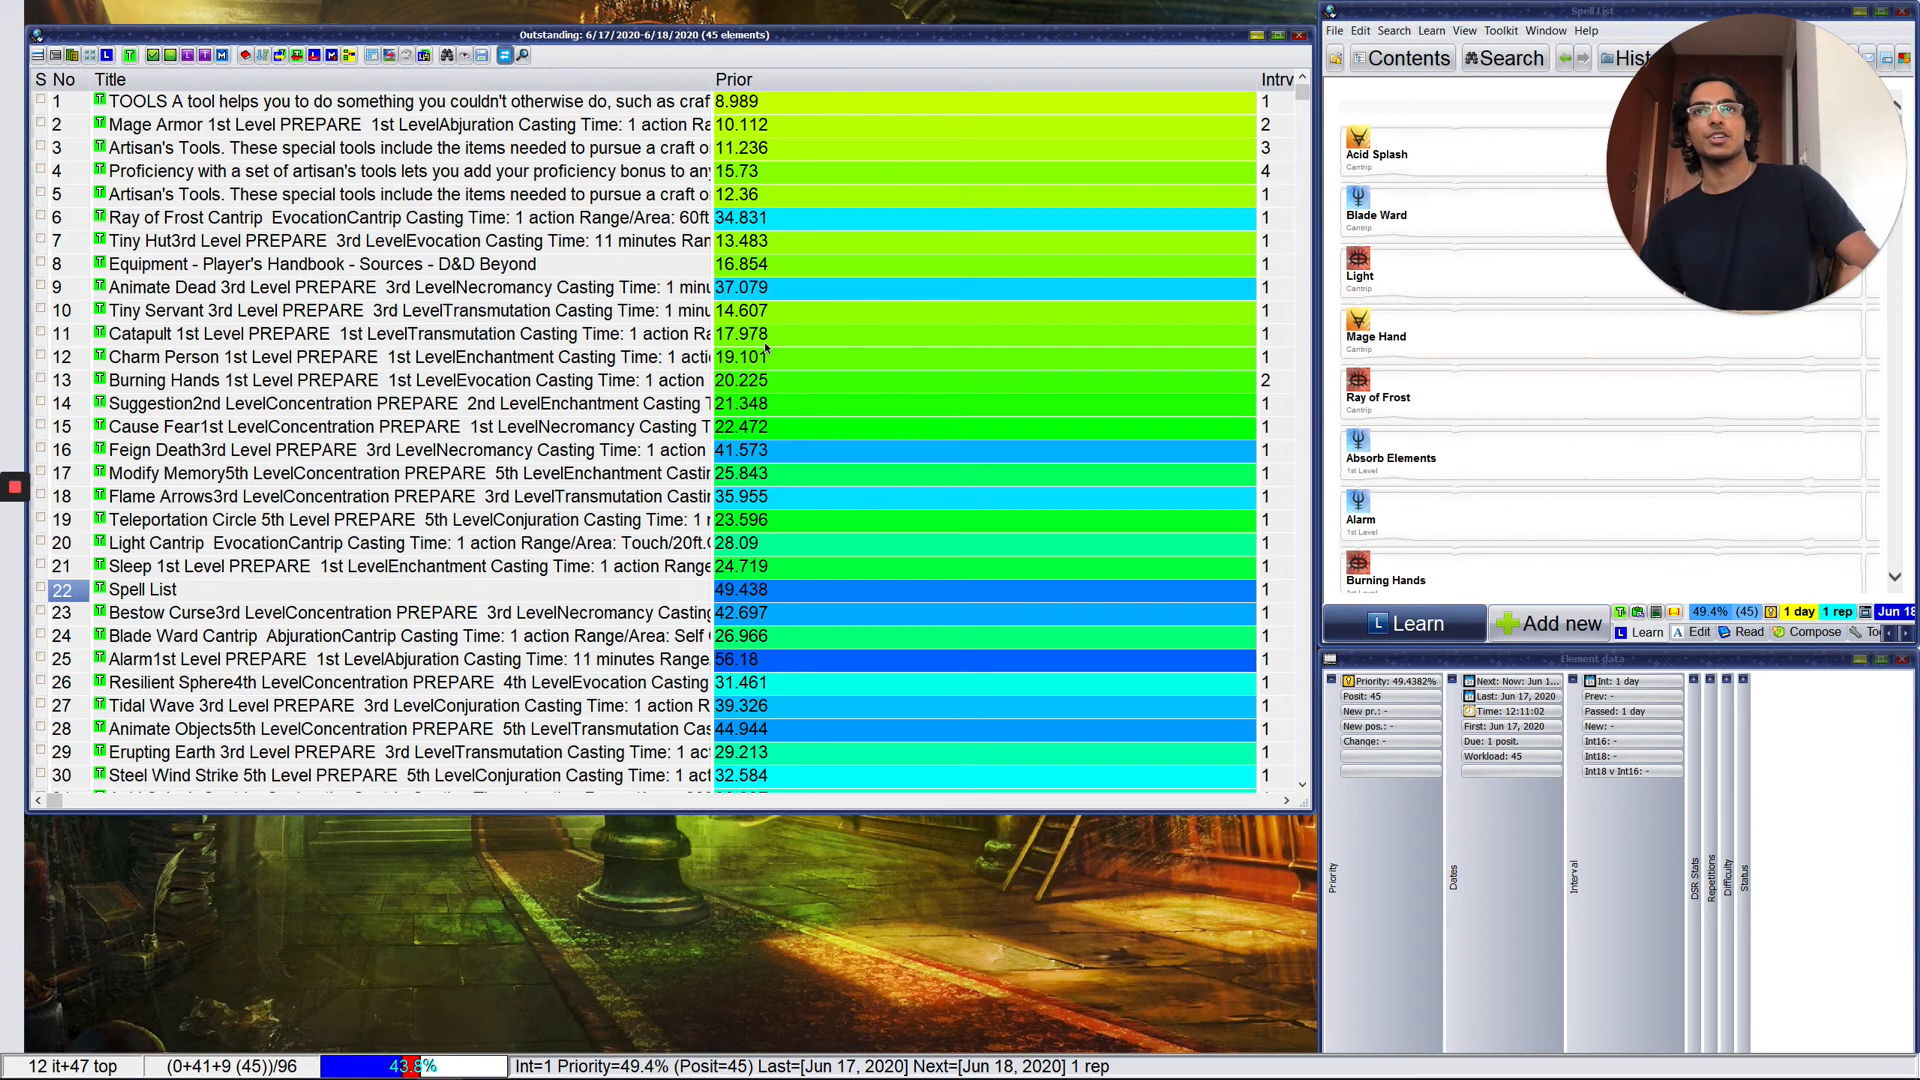 Outstanding: 6/17/2020-6/18/2020 (45 elements)
S No Title Prior Intrv
1 TOOLS A tool helps you to do something you couldn't otherwise do, such as craf 8.989 1
2 Mage Armor 1st Level PREPARE 1st LevelAbjuration Casting Time: 1 action Ra 10.112 2
3 Artisan's Tools. These special tools include the items needed to pursue a craft o 11.236 3
4 Proficiency with a set of artisan's tools lets you add your proficiency bonus to any 15.73 4
5 Artisan's Tools. These special tools include the items needed to pursue a craft o 12.36 1
6 Ray of Frost Cantrip EvocationCantrip Casting Time: 1 action Range/Area: 60ft 34.831 1
7 Tiny Hut3rd Level PREPARE 3rd LevelEvocation Casting Time: 11 minutes Ran 13.483 1
8 Equipment - Player's Handbook - Sources - D&D Beyond 16.854 1
9 Animate Dead 3rd Level PREPARE 3rd LevelNecromancy Casting Time: 1 minu 37.079 1
10 Tiny Servant 3rd Level PREPARE 3rd LevelTransmutation Casting Time: 1 minu 14.607 1
11 Catapult 1st Level PREPARE 1st LevelTransmutation Casting Time: 1 action Ra 17.978 1
12 Charm Person 1st Level PREPARE 1st LevelEnchantment Casting Time: 1 acti 19.101 1
13 Burning Hands 1st Level PREPARE 1st LevelEvocation Casting Time: 1 action 20.225 2
14 Suggestion2nd LevelConcentration PREPARE 2nd LevelEnchantment Casting T 21.348 1
15 Cause Fear1st LevelConcentration PREPARE 1st LevelNecromancy Casting T 22.472 1
16 Feign Death3rd Level PREPARE 3rd LevelNecromancy Casting Time: 1 action 41.573 1
17 Modify Memory5th LevelConcentration PREPARE 5th LevelEnchantment Castin 25.843 1
18 Flame Arrows3rd LevelConcentration PREPARE 3rd LevelTransmutation Casti 35.955 1
19 Teleportation Circle 5th Level PREPARE 5th LevelConjuration Casting Time: 1 r 23.596 1
20 Light Cantrip EvocationCantrip Casting Time: 1 action Range/Area: Touch/20ft.( 28.09 1
21 Sleep 1st Level PREPARE 1st LevelEnchantment Casting Time: 1 action Range 24.719 1
22 Spell List 49.438 1
23 Bestow Curse3rd LevelConcentration PREPARE 3rd LevelNecromancy Casting 42.697 1
24 Blade Ward Cantrip AbjurationCantrip Casting Time: 1 action Range/Area: Self 26.966 1
25 Alarm1st Level PREPARE 1st LevelAbjuration Casting Time: 11 minutes Range 56.18 1
26 Resilient Sphere4th LevelConcentration PREPARE 4th LevelEvocation Casting 31.461 1
27 Tidal Wave 3rd Level PREPARE 3rd LevelConjuration Casting Time: 1 action R 39.326 1
28 Animate Objects5th LevelConcentration PREPARE 5th LevelTransmutation Cas 44.944 1
29 Erupting Earth 3rd Level PREPARE 3rd LevelTransmutation Casting Time: 1 act 29.213 1
30 Steel Wind Strike 5th Level PREPARE 5th LevelConjuration Casting Time: 1 act 32.584 1
12 it+47 top (0+41+9 (45))/96 43.8% Int=1 Priority=49.4% (Posit=45) Last=[Jun 17, 2020] Next=[Jun 18, 2020] 1 rep
Spell List
File Edit Search Learn View Toolkit Window Help
Contents Search Hist
Acid Splash
Cantrip
Blade Ward
Cantrip
Light
Cantrip
Mage Hand
Cantrip
Ray of Frost
Cantrip
Absorb Elements
1st Level
Alarm
1st Level
Burning Hands
L Learn Add new
49.4% (45) 1 day 1 rep Jun 18
L Learn A Edit Read Compose Too
Element data
Priority: 49.4382% Next: Now: Jun 1... Int: 1 day
Posit: 45 Last: Jun 17, 2020 Prev: -
New pr.: - Time: 12:11:02 Passed: 1 day
New pos.: - First: Jun 17, 2020 New: -
Change: - Due: 1 posit. Int16: -
Workload: 45 Int18: -
Int18 v Int16: -
Priority
Dates
Interval
DSR Stats
Repetitions
Difficulty
Status